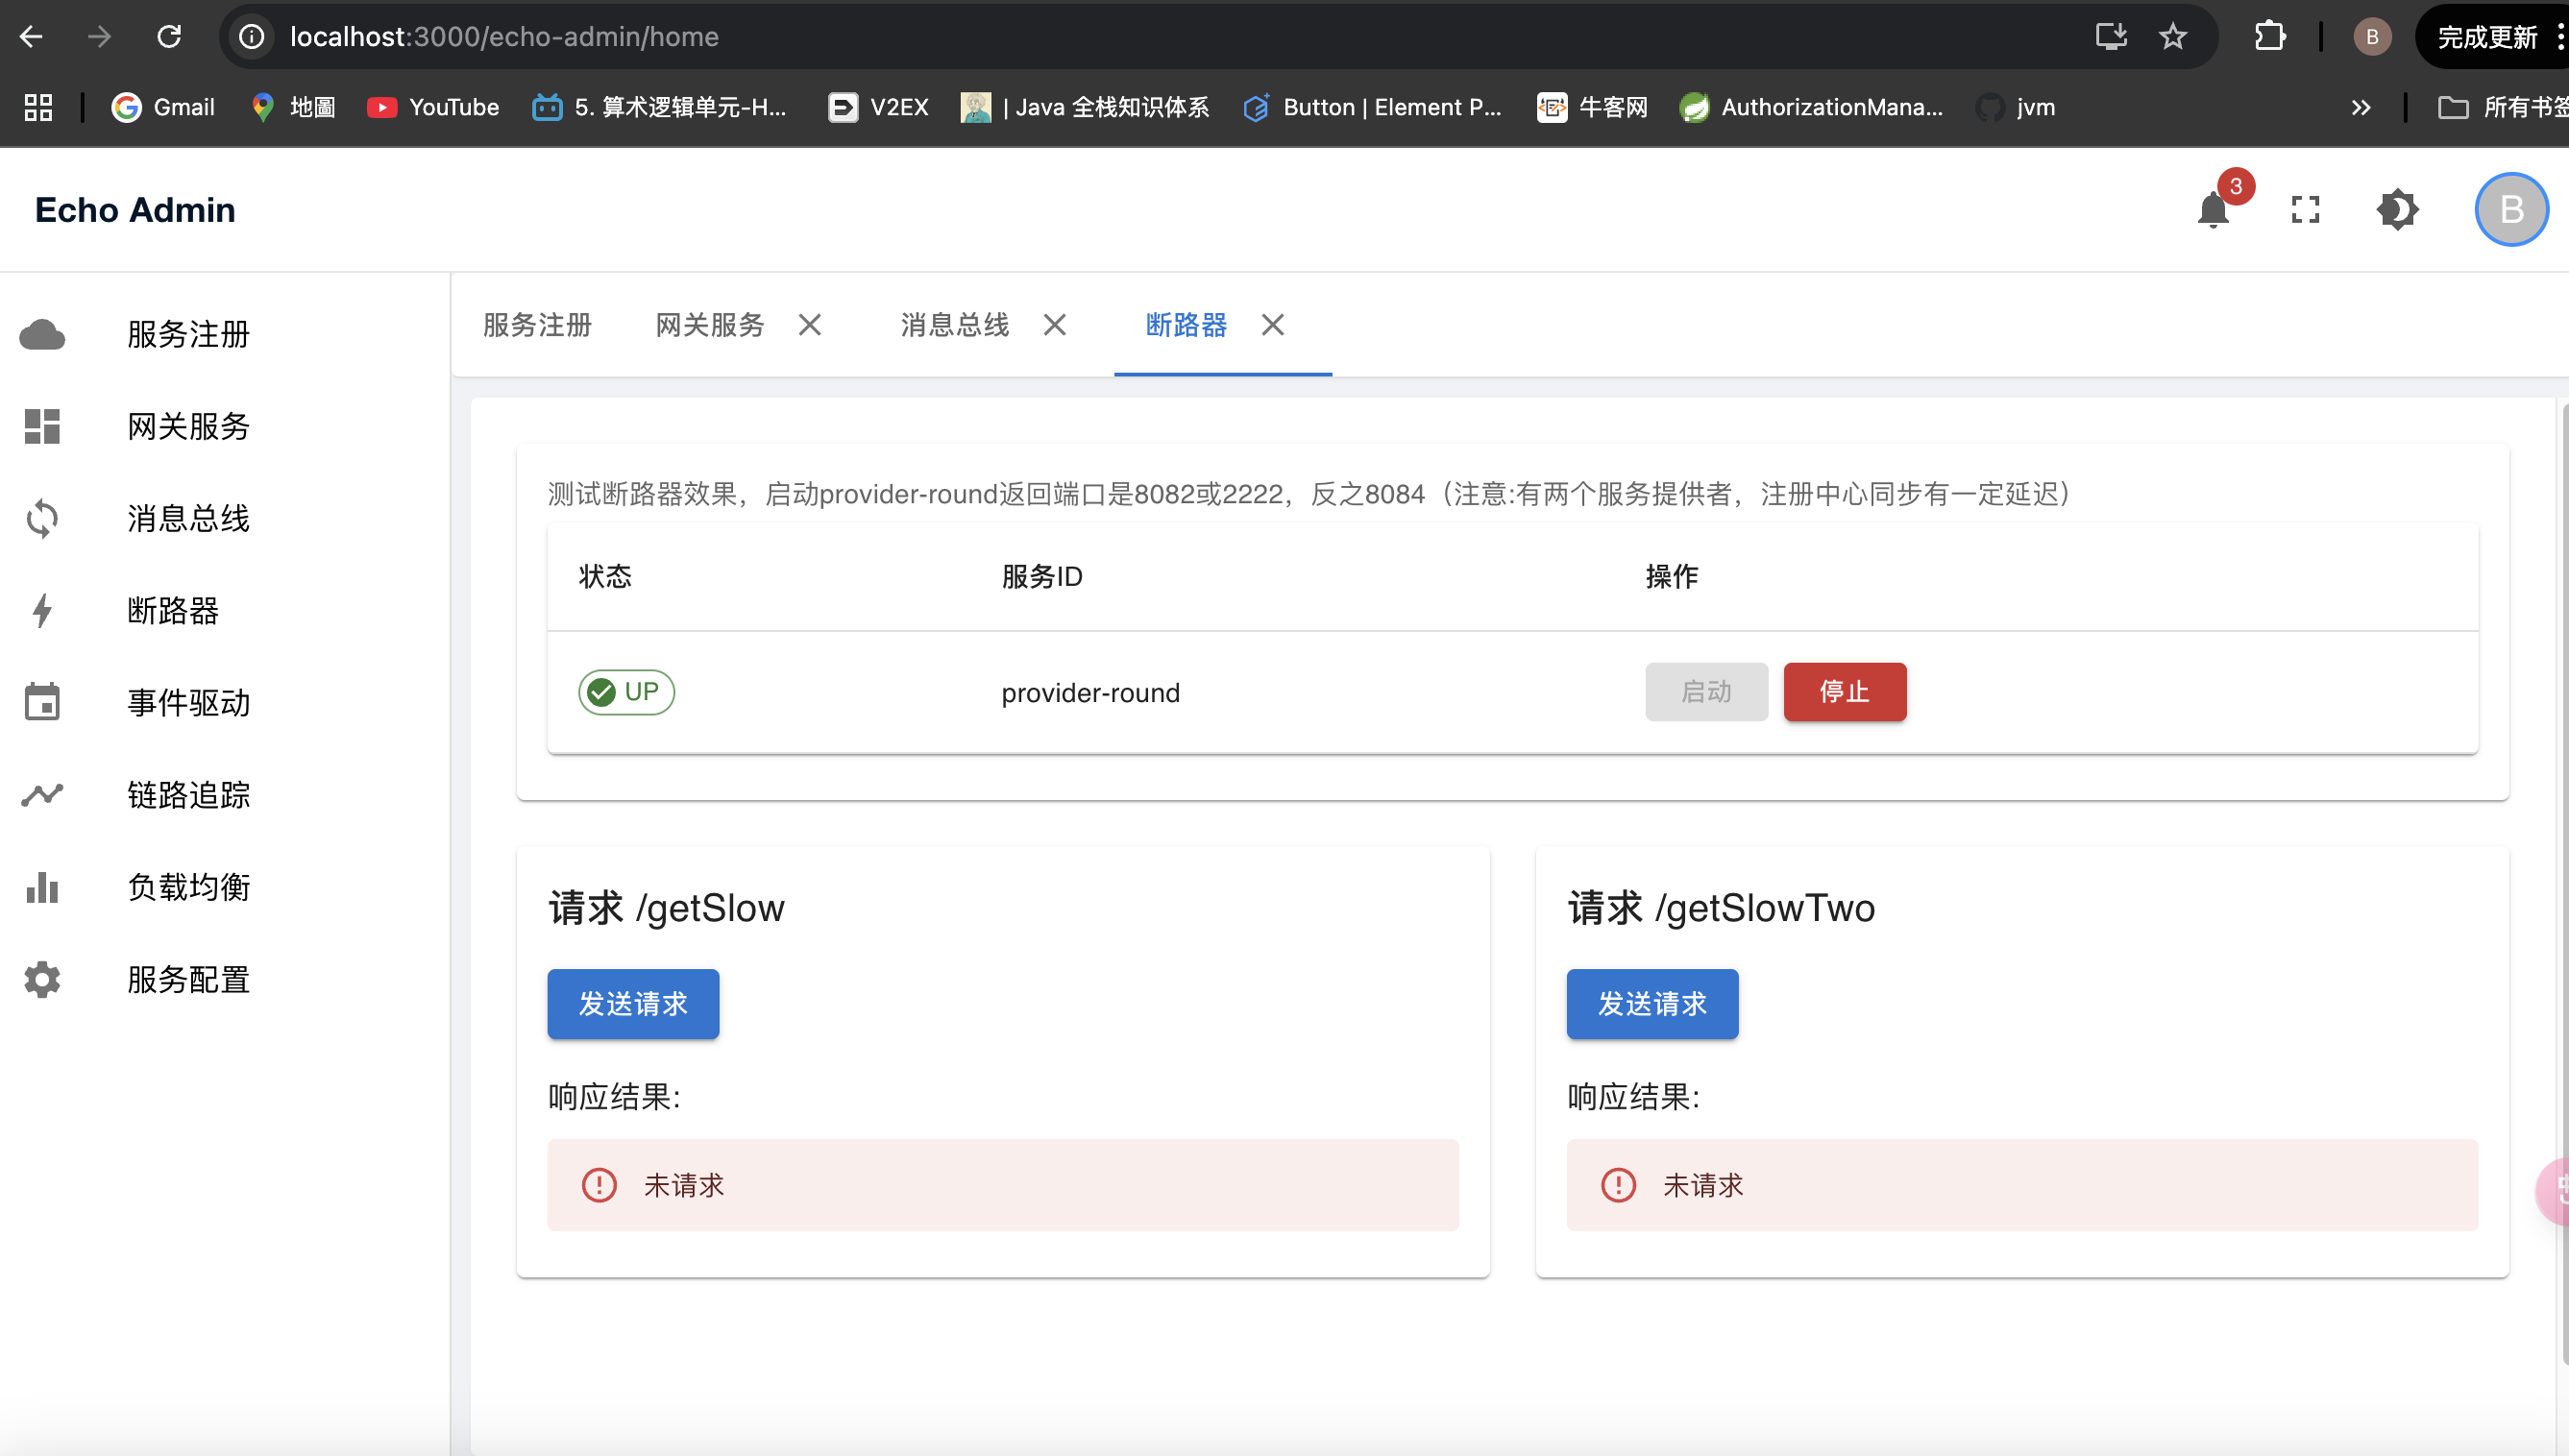 localhost:3000/echo-admin/home
B
完成更新
Gmail
地圖
YouTube
5. 算术逻辑单元-H...
V2EX
| Java 全栈知识体系
Button | Element P...
牛客网
AuthorizationMana...
jvm
所有书签
Echo Admin
3
B
服务注册
网关服务
消息总线
断路器
事件驱动
链路追踪
负载均衡
服务配置
服务注册
网关服务
消息总线
断路器
测试断路器效果，启动provider-round返回端口是8082或2222，反之8084（注意:有两个服务提供者，注册中心同步有一定延迟）
状态
服务ID
操作
UP
provider-round
启动
停止
请求 /getSlow
发送请求
响应结果:
未请求
请求 /getSlowTwo
发送请求
响应结果:
未请求